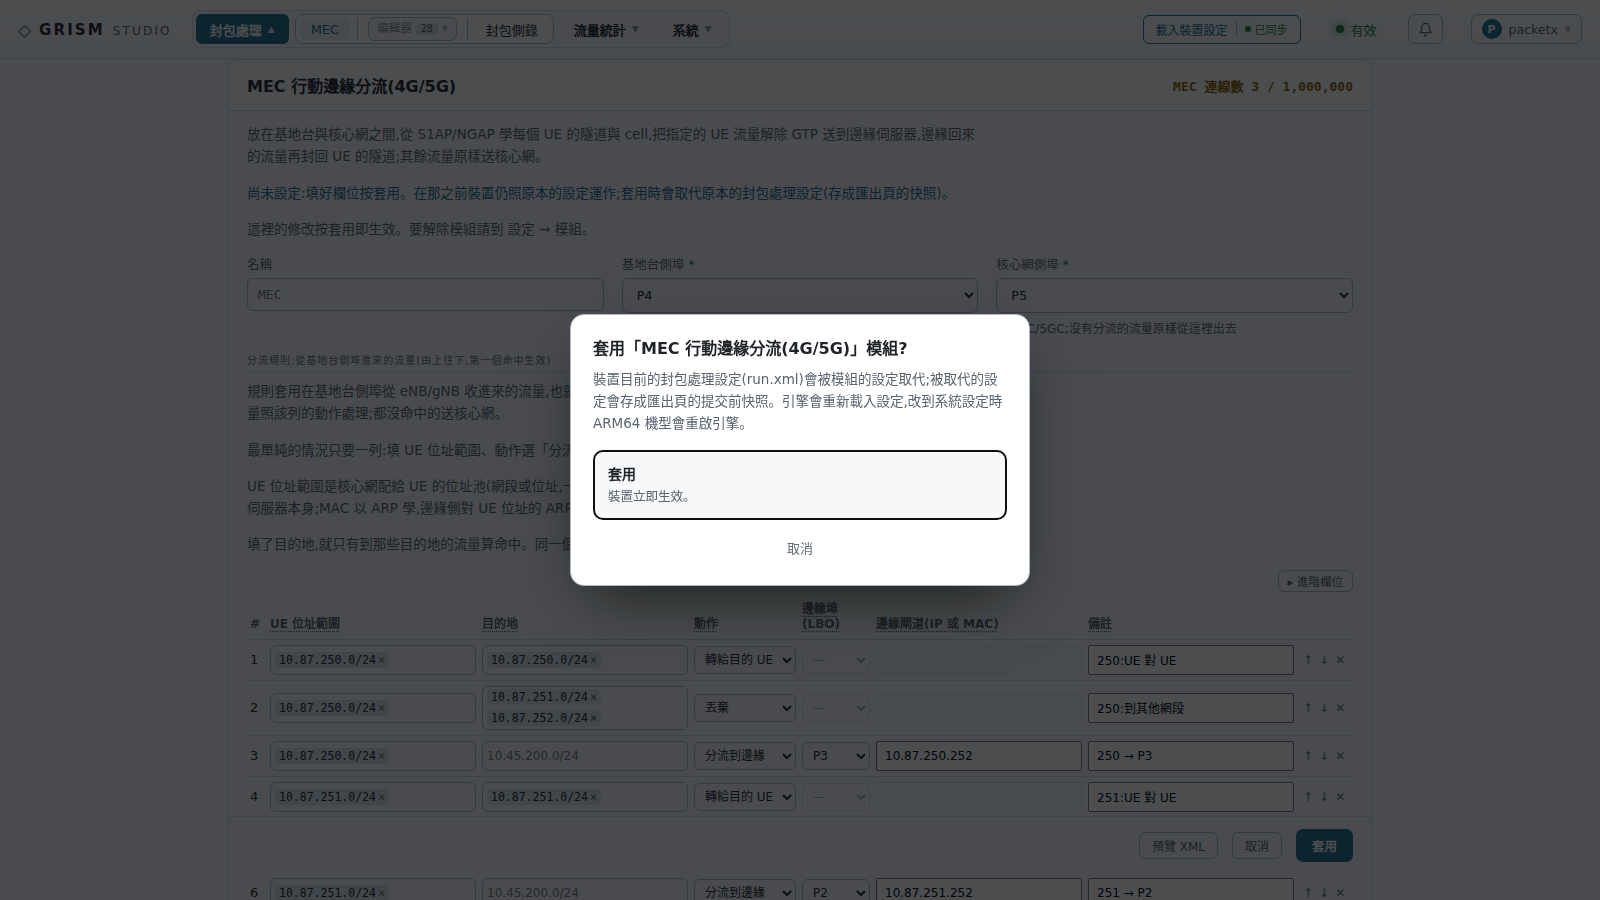 ◇ GRISM STUDIO 封包處理 ▲ MEC 編輯器 28 ▼ 封包側錄 流量統計 ▼ 系統 ▼ 載入裝置設定 已同步 有效 P packetx ▼
MEC 行動邊緣分流(4G/5G) MEC 連線數 3 / 1,000,000
放在基地台與核心網之間,從 S1AP/NGAP 學每個 UE 的隧道與 cell,把指定的 UE 流量解除 GTP 送到邊緣伺服器,邊緣回來
的流量再封回 UE 的隧道;其餘流量原樣送核心網。
尚未設定:填好欄位按套用。在那之前裝置仍照原本的設定運作;套用時會取代原本的封包處理設定(存成匯出頁的快照)。
這裡的修改按套用即生效。要解除模組請到 設定 → 模組。
名稱 基地台側埠 * 核心網側埠 *
MEC P4 P5
C/5GC;沒有分流的流量原樣從這裡出去
分流規則:從基地台側埠進來的流量(由上往下,第一個命中生效)
規則套用在基地台側埠從 eNB/gNB 收進來的流量,也
量照該列的動作處理;都沒命中的送核心網。
最單純的情況只要一列:填 UE 位址範圍、動作選「分
UE 位址範圍是核心網配給 UE 的位址池(網段或位址,
伺服器本身;MAC 以 ARP 學,邊緣側對 UE 位址的 AR
填了目的地,就只有到那些目的地的流量算命中。同一
套用「MEC 行動邊緣分流(4G/5G)」模組?
裝置目前的封包處理設定(run.xml)會被模組的設定取代;被取代的設
定會存成匯出頁的提交前快照。引擎會重新載入設定,改到系統設定時
ARM64 機型會重啟引擎。
套用
裝置立即生效。
取消
▸ 進階欄位
# UE 位址範圍 目的地 動作 邊緣埠 (LBO) 邊緣閘道(IP 或 MAC) 備註
1 10.87.250.0/24× 10.87.250.0/24× 轉給目的 UE — 250:UE 對 UE ↑ ↓ ✕
2 10.87.250.0/24× 10.87.251.0/24× 10.87.252.0/24× 丟棄 — 250:到其他網段 ↑ ↓ ✕
3 10.87.250.0/24× 10.45.200.0/24 分流到邊緣 P3 10.87.250.252 250 → P3 ↑ ↓ ✕
4 10.87.251.0/24× 10.87.251.0/24× 轉給目的 UE — 251:UE 對 UE ↑ ↓ ✕
預覽 XML 取消 套用
6 10.87.251.0/24× 10.45.200.0/24 分流到邊緣 P2 10.87.251.252 251 → P2 ↑ ↓ ✕